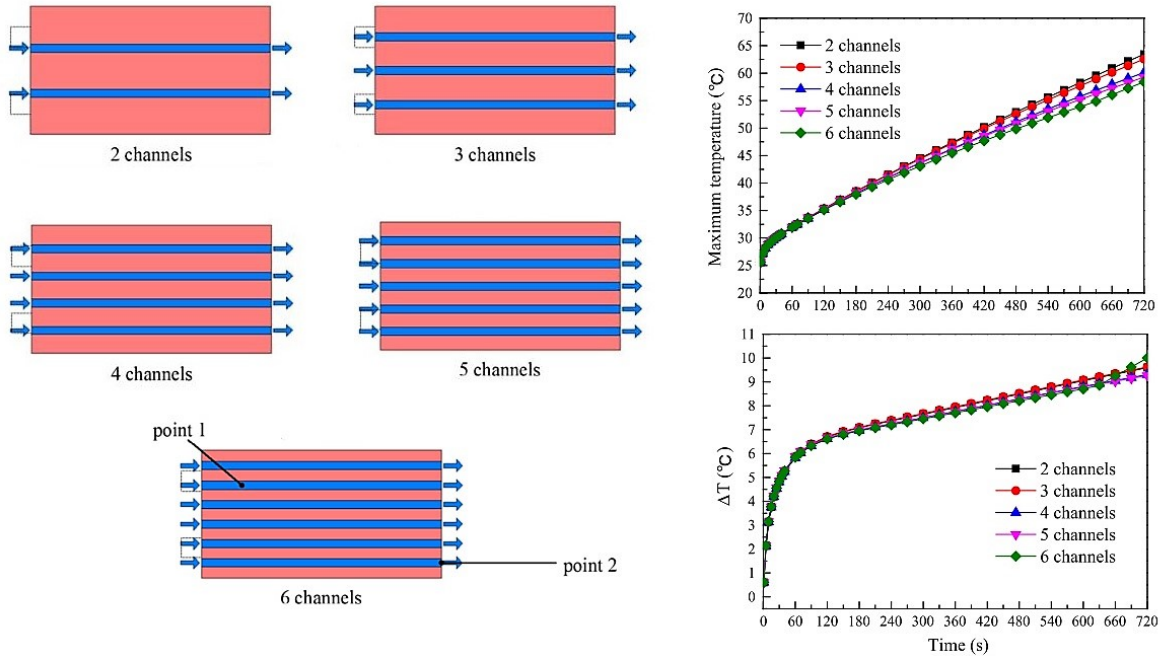 2 channels
3 channels
4 channels
5 channels
point 1
point 2
6 channels
Maximum temperature (℃)
70
65
60
55
50
45
40
35
30
25
20
2 channels
3 channels
4 channels
5 channels
6 channels
0 60 120 180 240 300 360 420 480 540 600 660 720
ΔT (℃)
11
10
9
8
7
6
5
4
3
2
1
0
2 channels
3 channels
4 channels
5 channels
6 channels
0 60 120 180 240 300 360 420 480 540 600 660 720
Time (s)